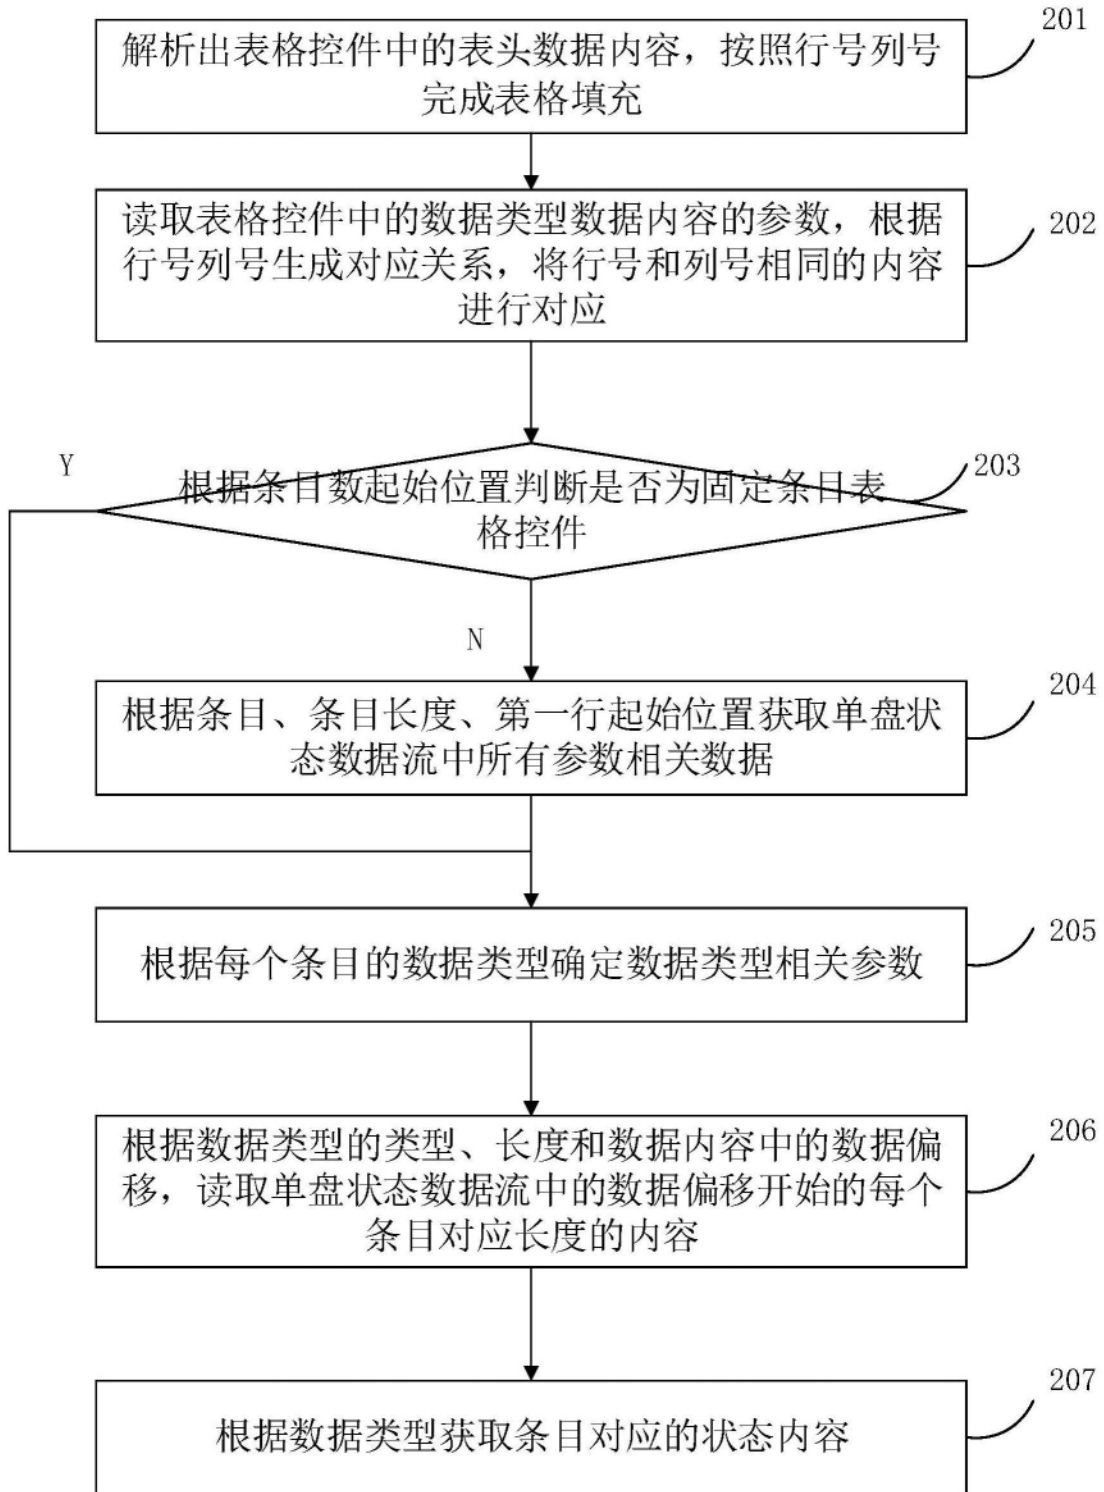 201
解析出表格控件中的表头数据内容，按照行号列号
完成表格填充
202
读取表格控件中的数据类型数据内容的参数，根据
行号列号生成对应关系，将行号和列号相同的内容
进行对应
Y
203
根据条目数起始位置判断是否为固定条目表
格控件
N
204
根据条目、条目长度、第一行起始位置获取单盘状
态数据流中所有参数相关数据
205
根据每个条目的数据类型确定数据类型相关参数
206
根据数据类型的类型、长度和数据内容中的数据偏
移，读取单盘状态数据流中的数据偏移开始的每个
条目对应长度的内容
207
根据数据类型获取条目对应的状态内容